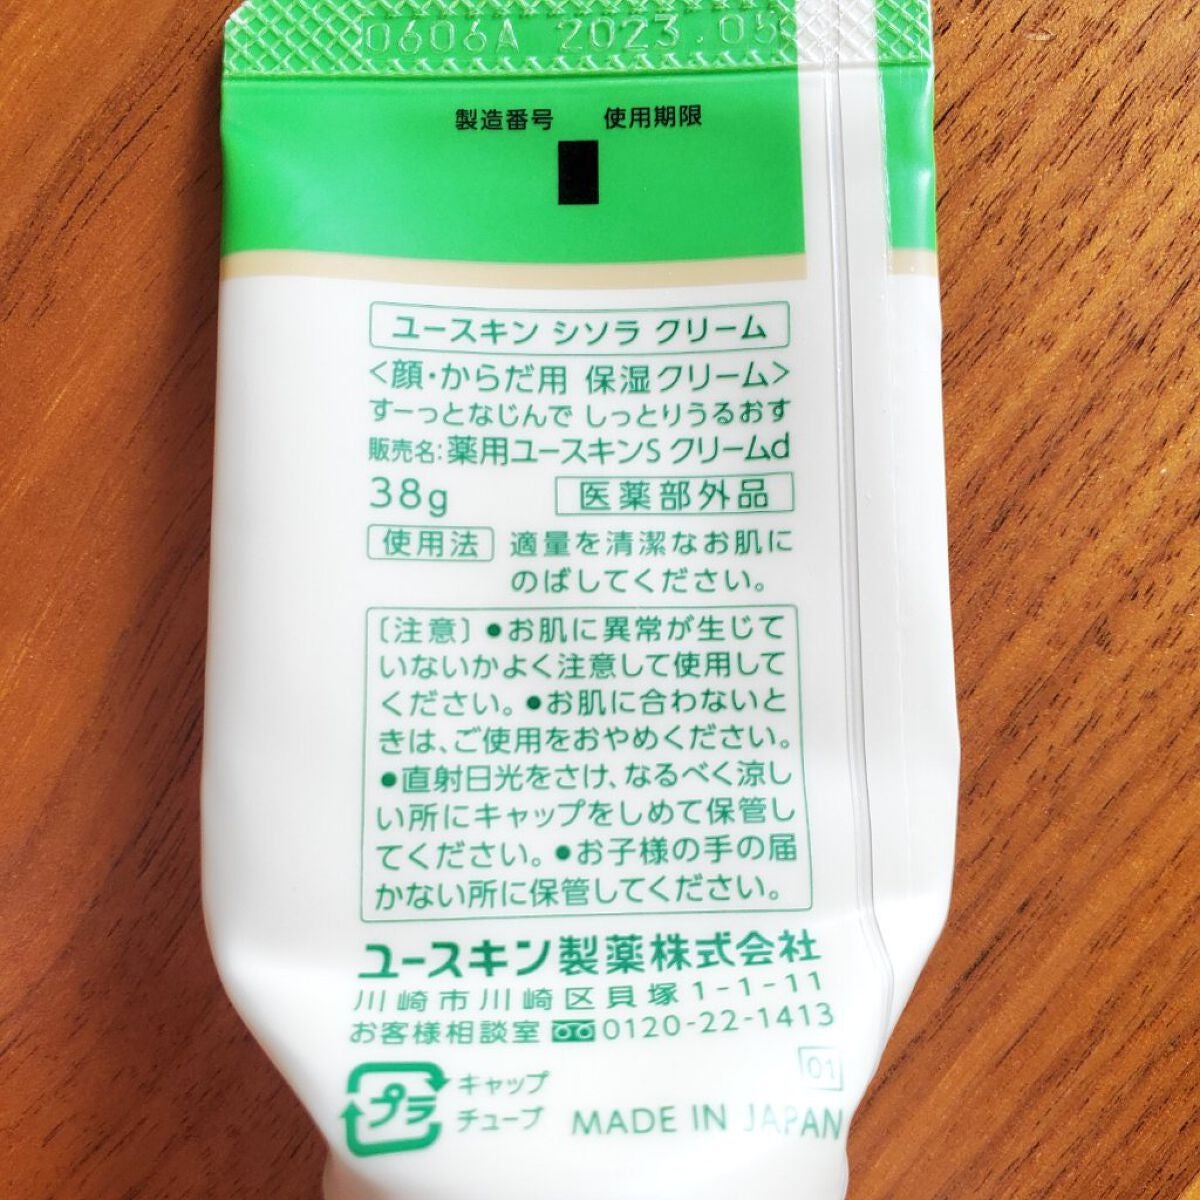 0606A 2023.05
製造番号 使用期限
ユースキン シソラ クリーム
<顔・からだ用 保湿クリーム>
すーっとなじんで しっとりうるおす
販売名:薬用ユースキンS クリームd
38g 医薬部外品
使用法 適量を清潔なお肌に
のばしてください。
〔注意〕●お肌に異常が生じて
いないかよく注意して使用して
ください。●お肌に合わないと
きは、ご使用をおやめください。
●直射日光をさけ、なるべく涼し
い所にキャップをしめて保管し
てください。●お子様の手の届
かない所に保管してください。
ユースキン製薬株式会社
川崎市川崎区貝塚1-1-11
お客様相談室 0120-22-1413
01
プラ キャップ
チューブ MADE IN JAPAN